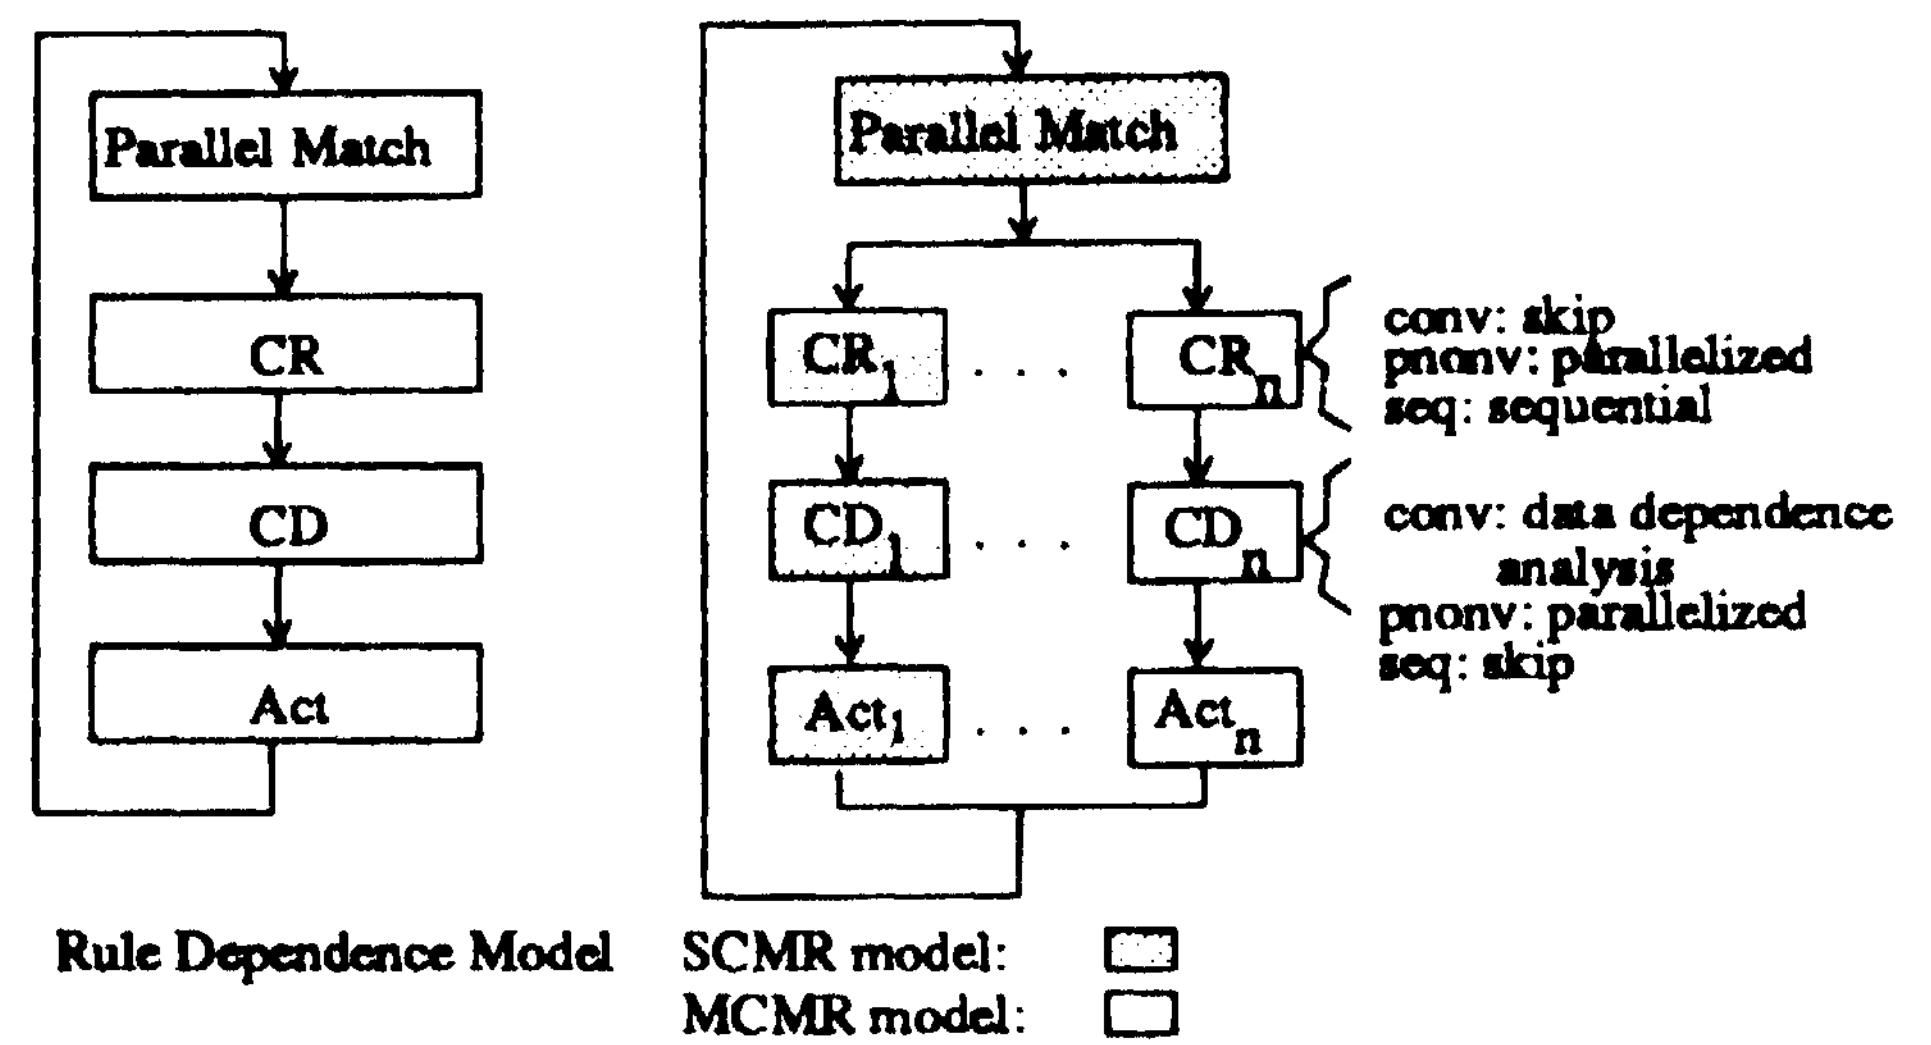 Parallel Match
CR
CD
Act
Rule Dependence Model
Parallel Match
CR1 . . . CRn
conv: skip
pnonv: parallelized
seq: sequential
CD1 . . . CDn
conv: data dependence
analysis
pnonv: parallelized
seq: skip
Act1 . . . Actn
SCMR model:
MCMR model: